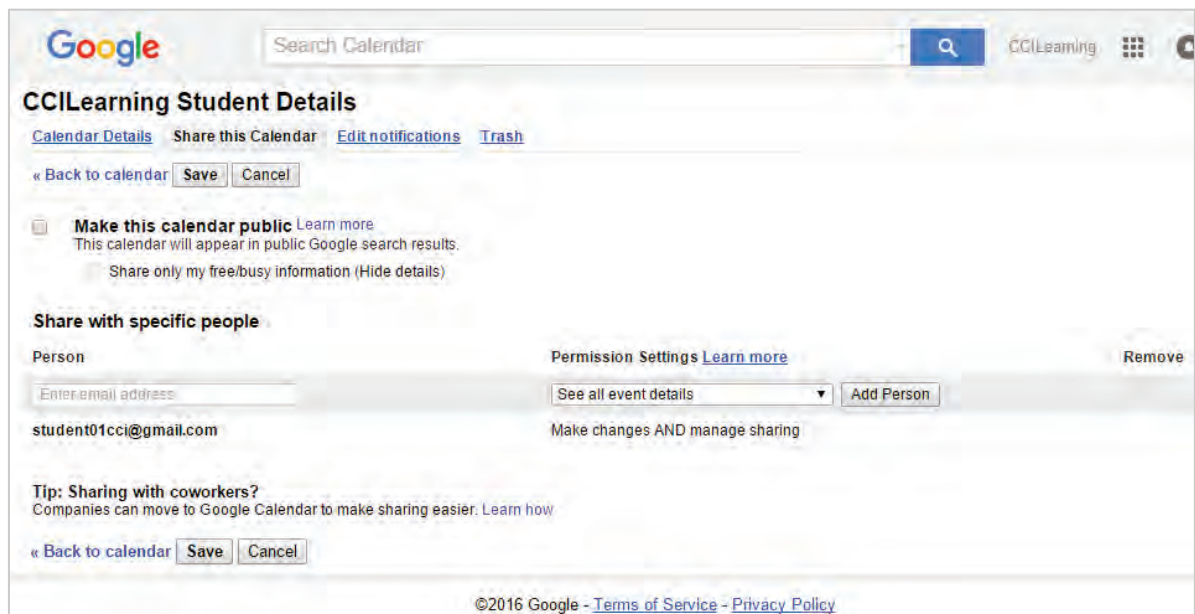 Google Search Calendar CCILearning
CCILearning Student Details
Calendar Details Share this Calendar Edit notifications Trash
« Back to calendar Save Cancel
Make this calendar public Learn more
This calendar will appear in public Google search results.
Share only my free/busy information (Hide details)
Share with specific people
Person Permission Settings Learn more Remove
Enter email address See all event details Add Person
student01cci@gmail.com Make changes AND manage sharing
Tip: Sharing with coworkers?
Companies can move to Google Calendar to make sharing easier. Learn how
« Back to calendar Save Cancel
©2016 Google - Terms of Service - Privacy Policy